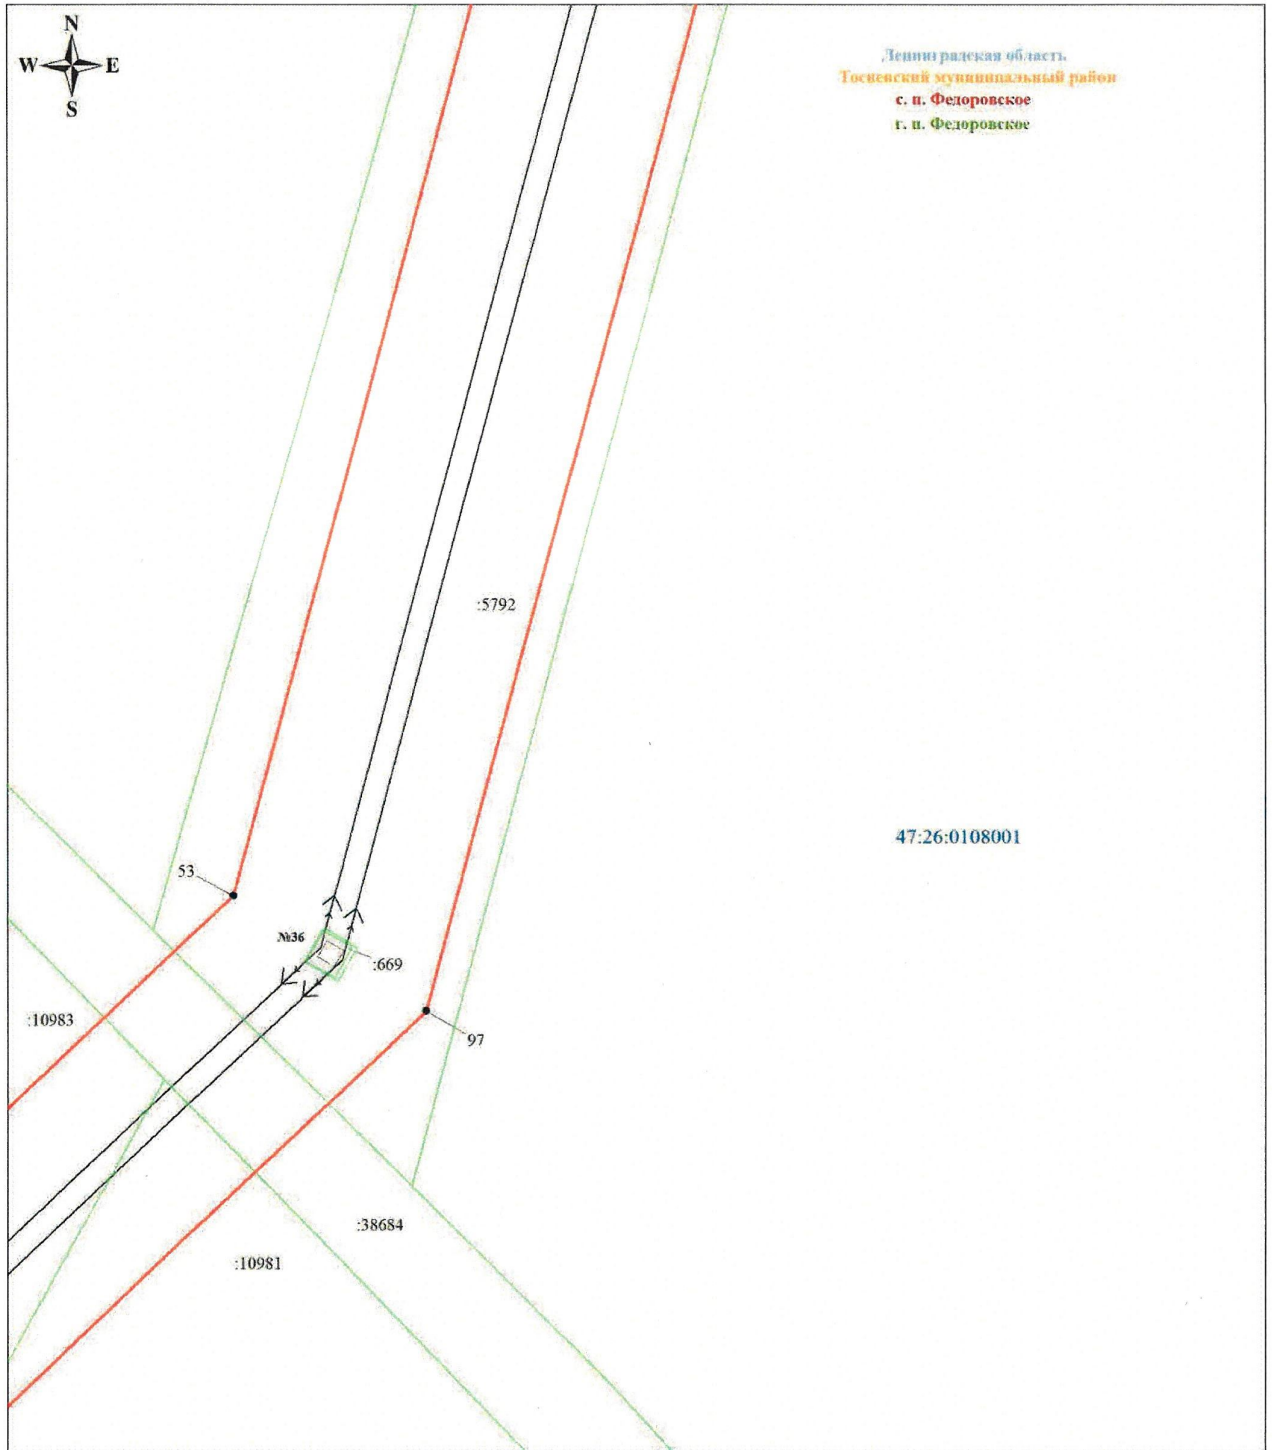 N
W E
S
Ленинградская область
Тосненский муниципальный район
с. п. Федоровское
г. п. Федоровское
:5792
47:26:0108001
53
№36
:669
:10983
97
:38684
:10981